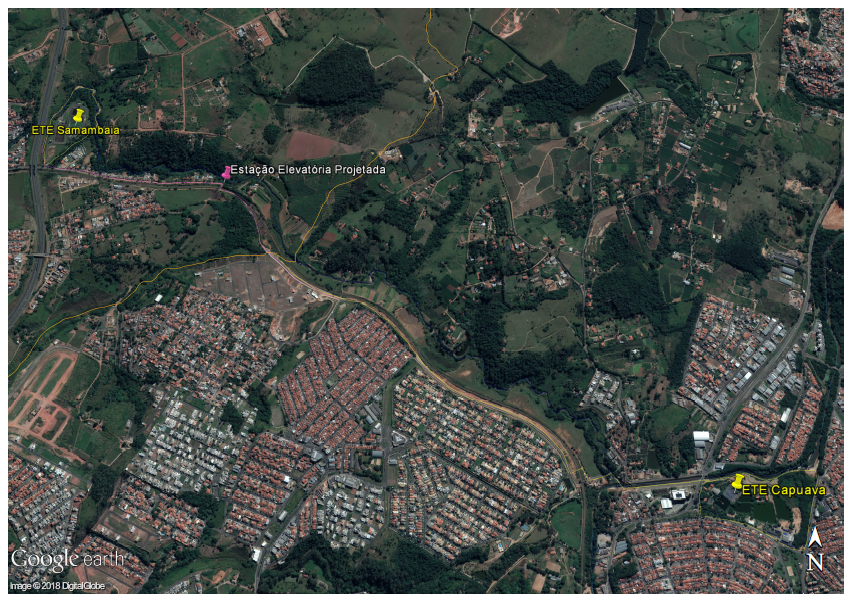 ETE Samambaia
Estação Elevatória Projetada
ETE Capuava
N
Google earth
Image © 2018 DigitalGlobe